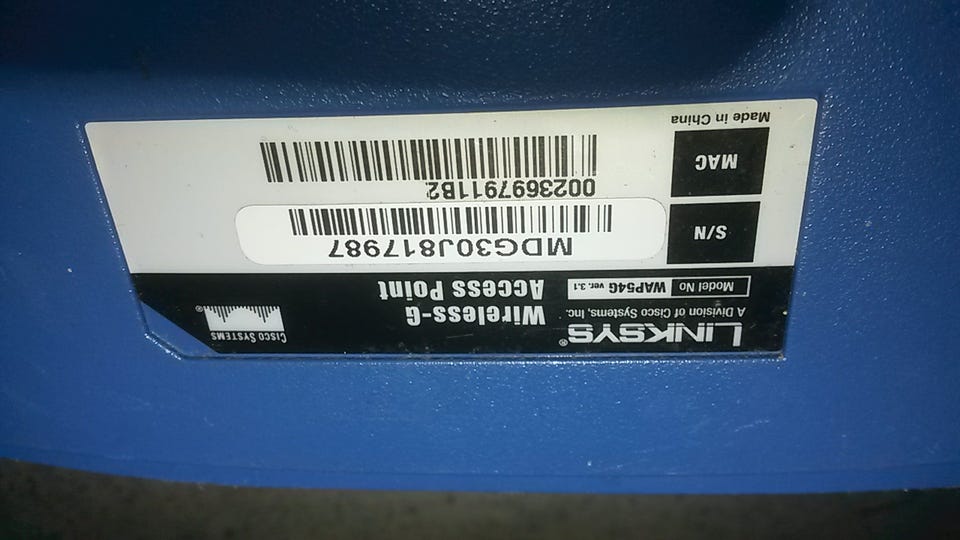 LINKSYS®
A Division of Cisco Systems, Inc.
Model No WAP54G ver. 3.1
Wireless-G
Access Point
CISCO SYSTEMS
®
S/N
MDG30J817987
MAC
0023697911B2
Made in China